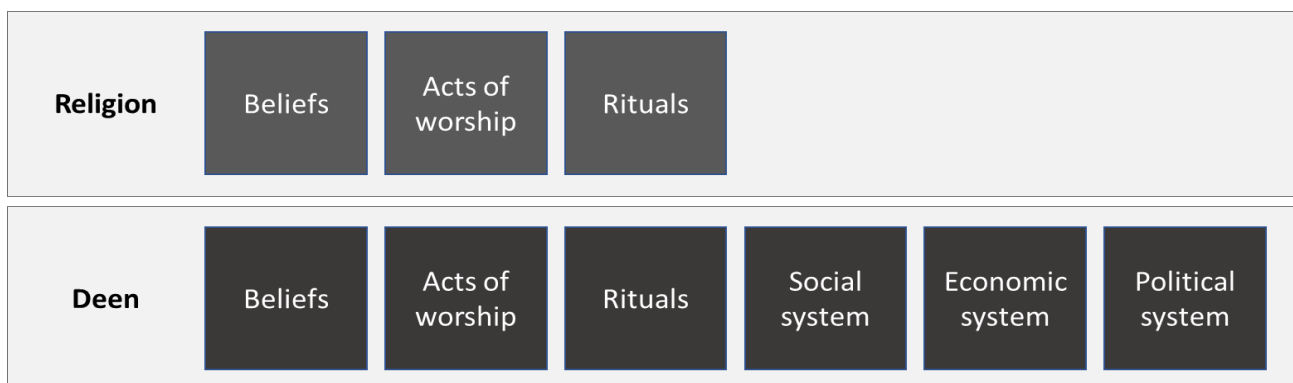 Religion
Beliefs
Acts of
worship
Rituals
Deen
Beliefs
Acts of
worship
Rituals
Social
system
Economic
system
Political
system